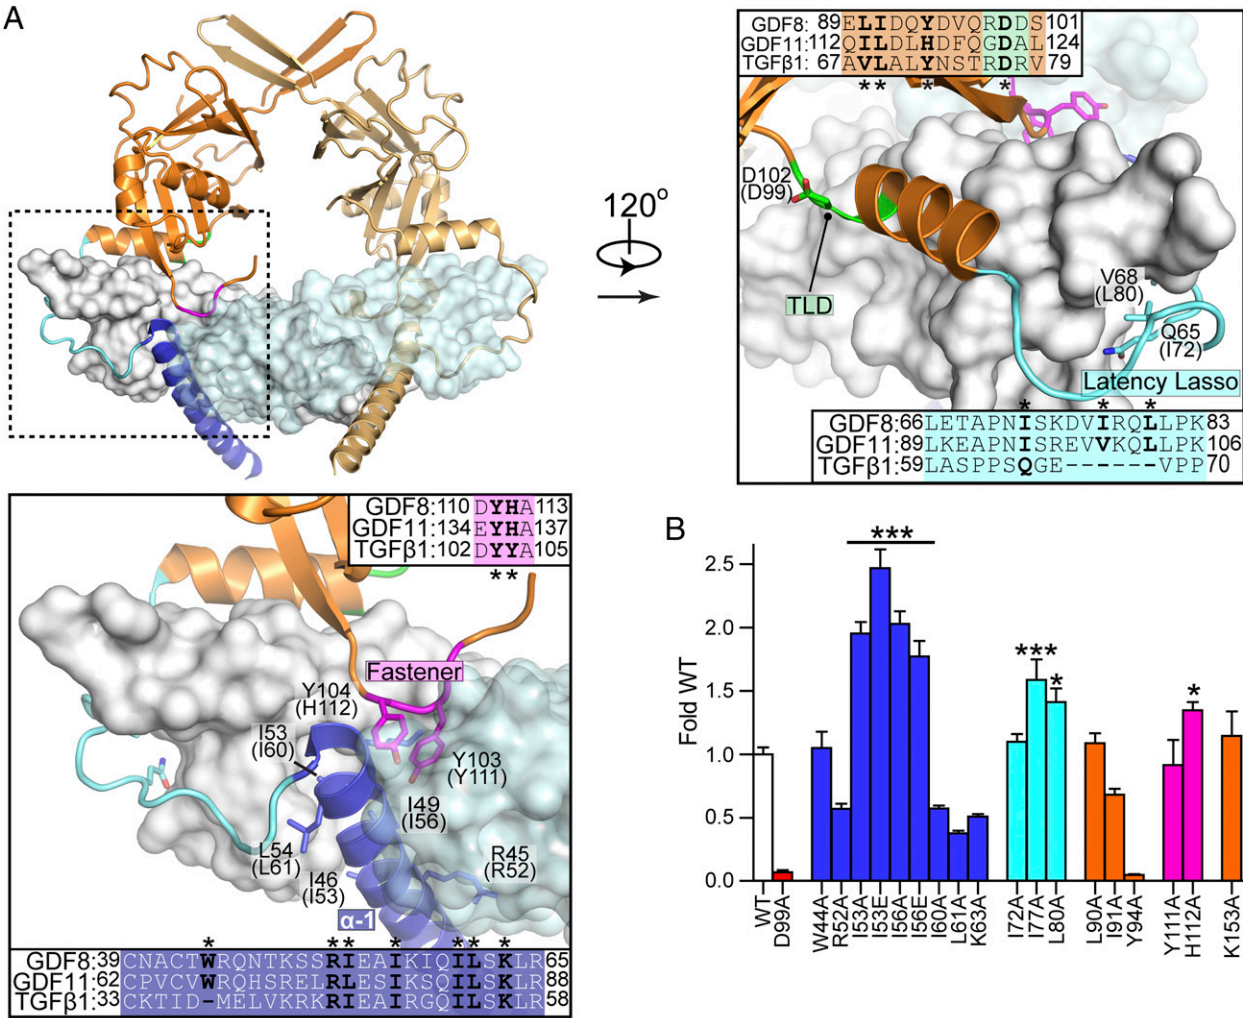 A
120°
GDF8: 89 ELIDQYDVQRDDS 101
GDF11: 112 QILDLHDFQGDAL 124
TGFβ1: 67 AVLALYNSTRDRV 79
** * *
D102
(D99)
TLD
V68
(L80)
Q65
(I72)
Latency Lasso
* * *
GDF8: 66 LETAPNISKDVIRQLLPK 83
GDF11: 89 LKEAPNISREVVKQLLPK 106
TGFβ1: 59 LASPPSQGE------VPP 70
GDF8: 110 DYHA 113
GDF11: 134 EYHA 137
TGFβ1: 102 DYYA 105
**
Fastener
Y104
(H112)
I53
(I60)
Y103
(Y111)
I49
(I56)
L54
(L61)
I46
(I53)
R45
(R52)
α-1
* ** * ** *
GDF8: 39 CNACTWRQNTKSSRIEAIKIQILSKLR 65
GDF11: 62 CPVCVWRQHSRELRLESIKSQILSKLR 88
TGFβ1: 33 CKTID-MELVKRKRIEAIRGQILSKLR 58
B
Fold WT
2.5
2.0
1.5
1.0
0.5
0.0
***
***
*
*
WT
D99A
W44A
R52A
I53A
I53E
I56A
I56E
I60A
L61A
K63A
I72A
I77A
L80A
L90A
I91A
Y94A
Y111A
H112A
K153A